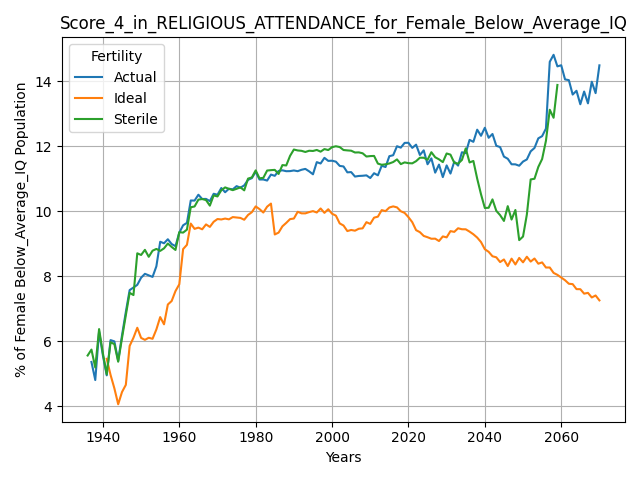 Score_4_in_RELIGIOUS_ATTENDANCE_for_Female_Below_Average_IQ
Fertility
Actual
Ideal
Sterile
% of Female Below_Average_IQ Population
14
12
10
8
6
4
1940
1960
1980
2000
2020
2040
2060
Years